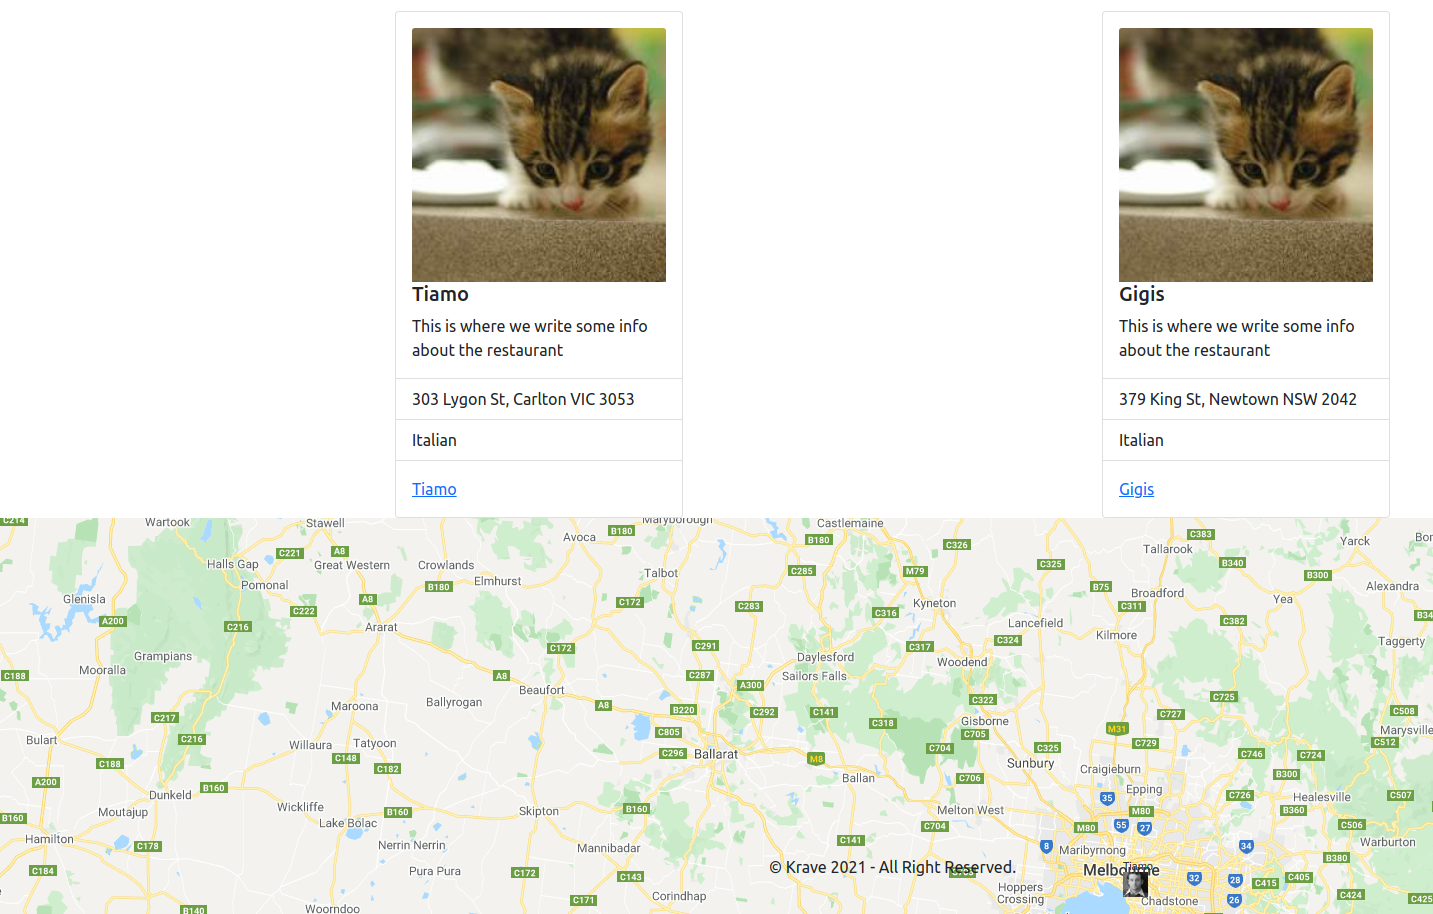 Tiamo
This is where we write some info
about the restaurant
303 Lygon St, Carlton VIC 3053
Italian
Tiamo
Gigis
This is where we write some info
about the restaurant
379 King St, Newtown NSW 2042
Italian
Gigis
C214
Wartook
Stawell
Avoca
B180
Maryborough
Castlemaine
B180
C326
C383
Tallarook
Yarck
Halls Gap
C221
A8
Great Western
Crowlands
Elmhurst
Talbot
C285
M79
C325
B340
B300
Pomonal
B180
B75
Alexandra
Glenisla
A200
C222
A8
C172
C283
C316
Kyneton
Broadford
C311
Yea
C216
Ararat
Lancefield
C382
Kilmore
Taggerty
Grampians
Mooralla
C188
C172
C291
Daylesford
C317
C324
Woodend
A8
C287
Sailors Falls
A300
Beaufort
Ballyrogan
A8
B220
C292
C141
C322
C725
Maroona
C217
C318
Gisborne
C727
C508
Bulart
C216
Willaura
Tatyoon
C805
C296
Ballarat
C705
C704
C325
M31
C729
C746
C724
Marysville
C512
C188
C148
C182
M8
Sunbury
Craigieburn
A200
Dunkeld
B160
Ballan
C706
Epping
B300
C726
Healesville
C507
B160
Moutajup
Wickliffe
B160
Skipton
B160
Melton West
35
M80
B360
Lake Bolac
C704
M80
55
27
C506
Hamilton
C178
Nerrin Nerrin
Mannibadar
C141
8
Maribyrnong
34
Warburton
B380
C184
Pura Pura
C172
C143
© Krave 2021 - All Right Reserved.
Melbourne
Tiamo
32
28
C415
C405
Hoppers
Crossing
Corindhap
C171
Chadstone
26
C424
C425
B140
Woorndoo